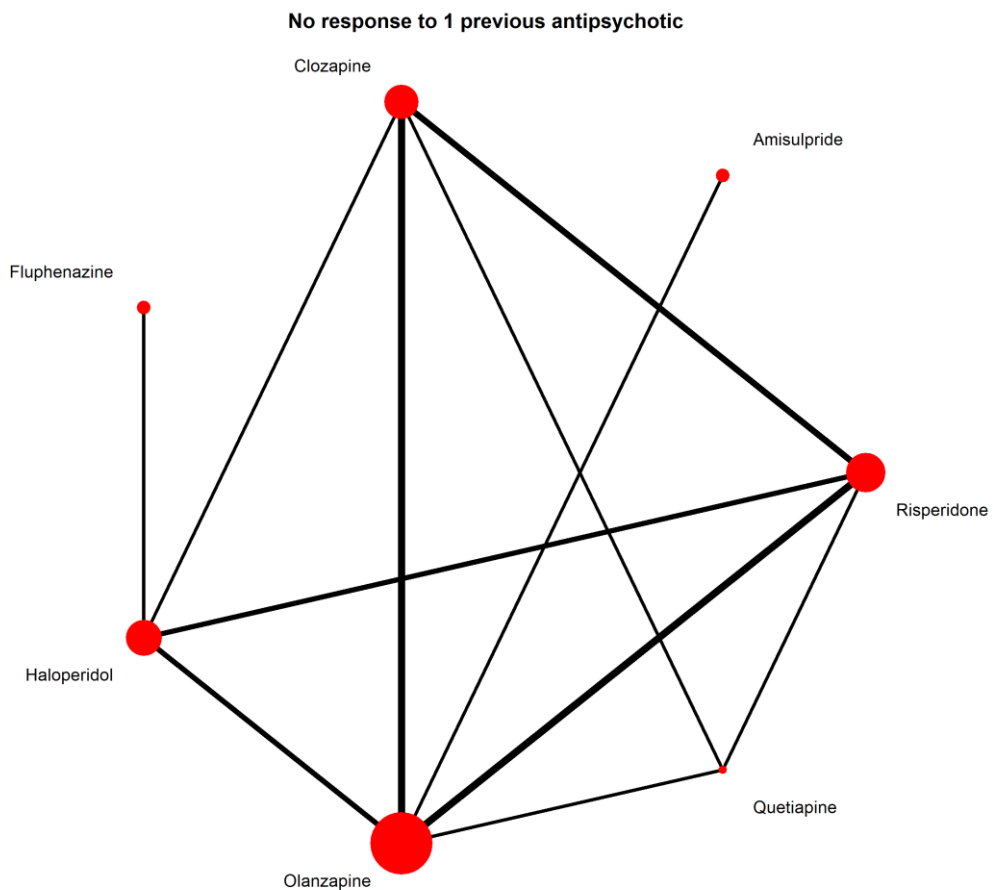 No response to 1 previous antipsychotic
Clozapine
Amisulpride
Fluphenazine
Risperidone
Haloperidol
Quetiapine
Olanzapine